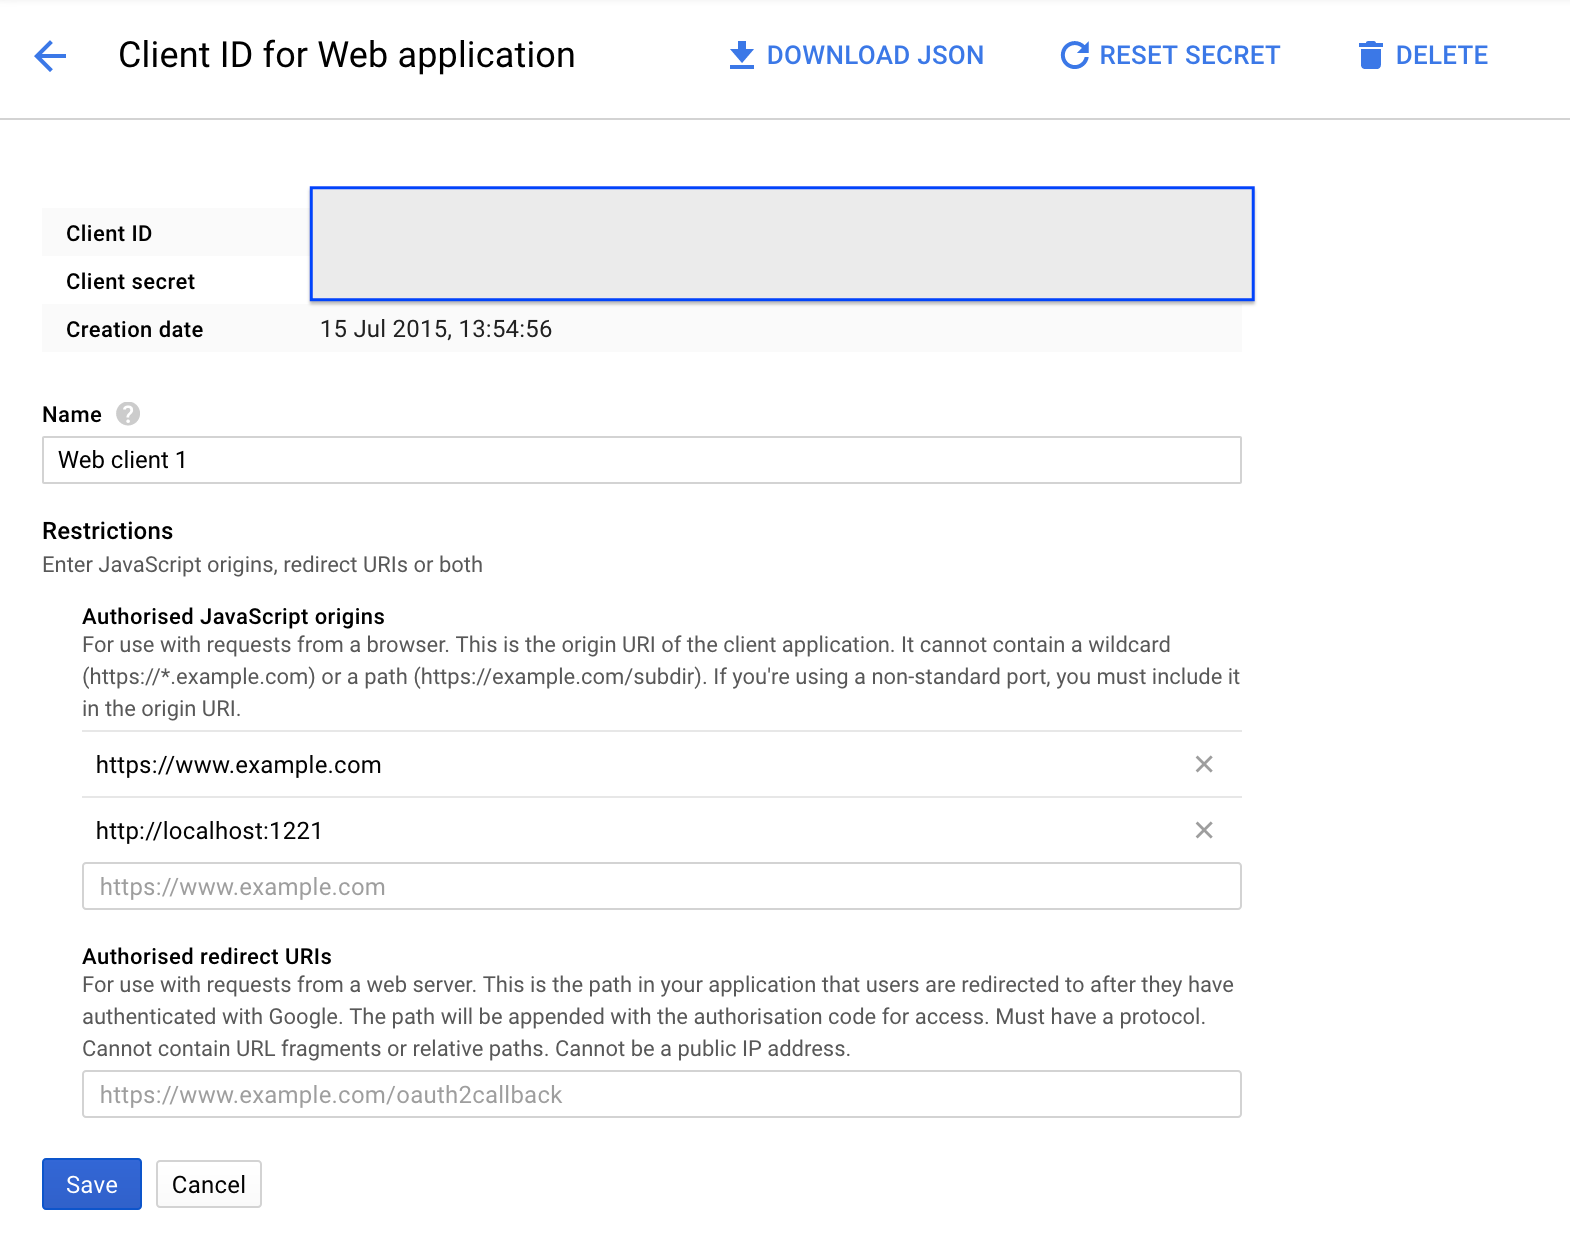 Client ID for Web application
DOWNLOAD JSON
RESET SECRET
DELETE
Client ID
Client secret
Creation date 15 Jul 2015, 13:54:56
Name ?
Web client 1
Restrictions
Enter JavaScript origins, redirect URIs or both
Authorised JavaScript origins
For use with requests from a browser. This is the origin URI of the client application. It cannot contain a wildcard
(https://*.example.com) or a path (https://example.com/subdir). If you're using a non-standard port, you must include it
in the origin URI.
https://www.example.com
http://localhost:1221
https://www.example.com
Authorised redirect URIs
For use with requests from a web server. This is the path in your application that users are redirected to after they have
authenticated with Google. The path will be appended with the authorisation code for access. Must have a protocol.
Cannot contain URL fragments or relative paths. Cannot be a public IP address.
https://www.example.com/oauth2callback
Save
Cancel